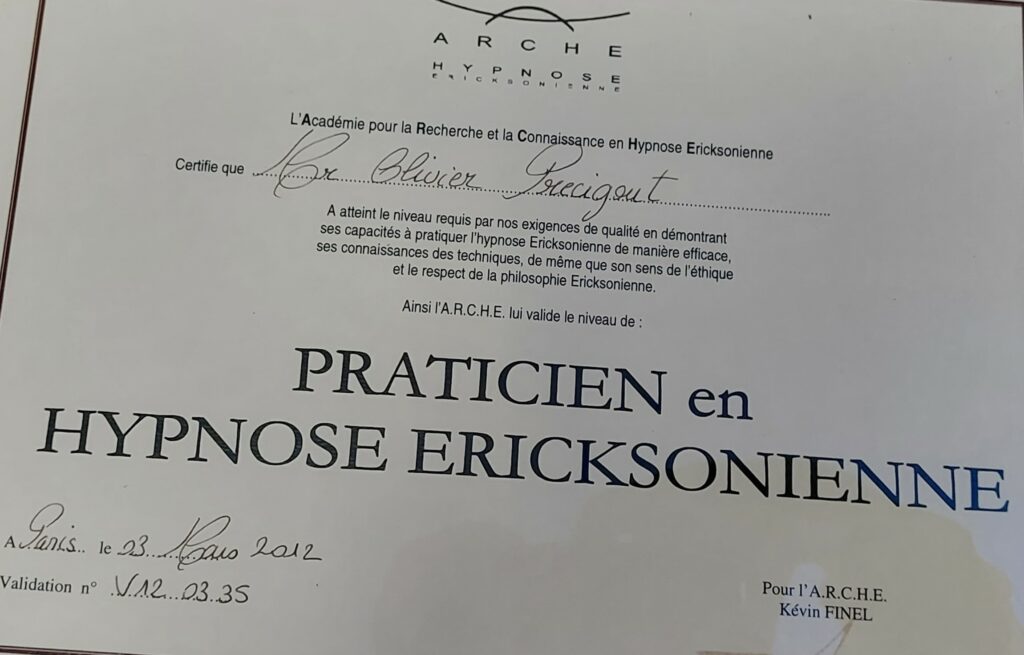 ARCHE
HYPNOSE
ERICKSONIENNE
L'Académie pour la Recherche et la Connaissance en Hypnose Ericksonienne
Certifie que Mr Olivier Precigout
A atteint le niveau requis par nos exigences de qualité en démontrant
ses capacités à pratiquer l'hypnose Ericksonienne de manière efficace,
ses connaissances des techniques, de même que son sens de l'éthique
et le respect de la philosophie Ericksonienne.
Ainsi l'A.R.C.H.E. lui valide le niveau de :
PRATICIEN en
HYPNOSE ERICKSONIENNE
A Paris le 03 Mars 2012
Validation n° V.12.03.35
Pour l'A.R.C.H.E.
Kévin FINEL